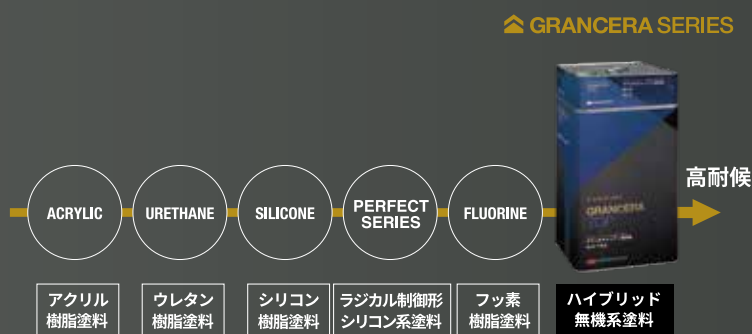 GRANCERA SERIES
高耐候
ACRYLIC
URETHANE
SILICONE
PERFECT
SERIES
FLUORINE
GRANCERA
TOP
アクリル
樹脂塗料
ウレタン
樹脂塗料
シリコン
樹脂塗料
ラジカル制御形
シリコン系塗料
フッ素
樹脂塗料
ハイブリッド
無機系塗料